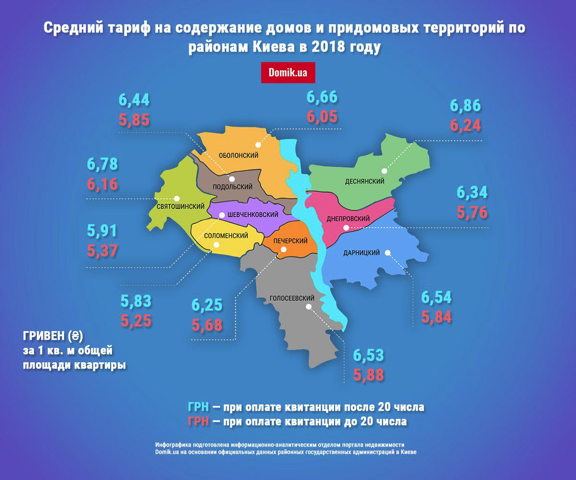 Средний тариф на содержание домов и придомовых территорий по
районам Киева в 2018 году
Domik.ua
6,44
5,85
6,66
6,05
6,86
6,24
ОБОЛОНСКИЙ
6,78
6,16
ПОДОЛЬСКИЙ
ДЕСНЯНСКИЙ
6,34
5,76
СВЯТОШИНСКИЙ
ШЕВЧЕНКОВСКИЙ
ДНЕПРОВСКИЙ
5,91
5,37
СОЛОМЕНСКИЙ
ПЕЧЕРСКИЙ
ДАРНИЦКИЙ
5,83
5,25
6,25
5,68
ГОЛОСЕЕВСКИЙ
6,54
5,84
ГРИВЕН (₴)
за 1 кв. м общей
площади квартиры
6,53
5,88
ГРН — при оплате квитанции после 20 числа
ГРН — при оплате квитанции до 20 числа
Инфографика подготовлена информационно-аналитическим отделом портала недвижимости
Domik.ua на основании официальных данных районных государственных администраций в Киеве